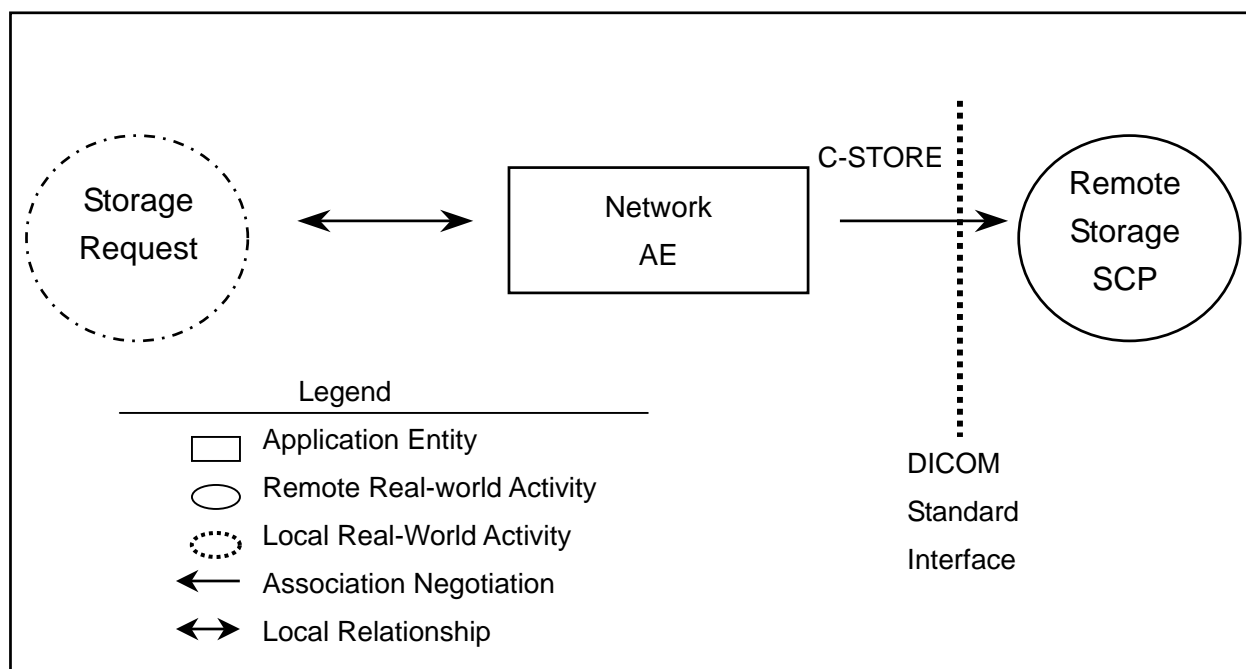 Storage
Request
Network
AE
C-STORE
Remote
Storage
SCP
Legend
Application Entity
Remote Real-world Activity
Local Real-World Activity
Association Negotiation
Local Relationship
DICOM
Standard
Interface